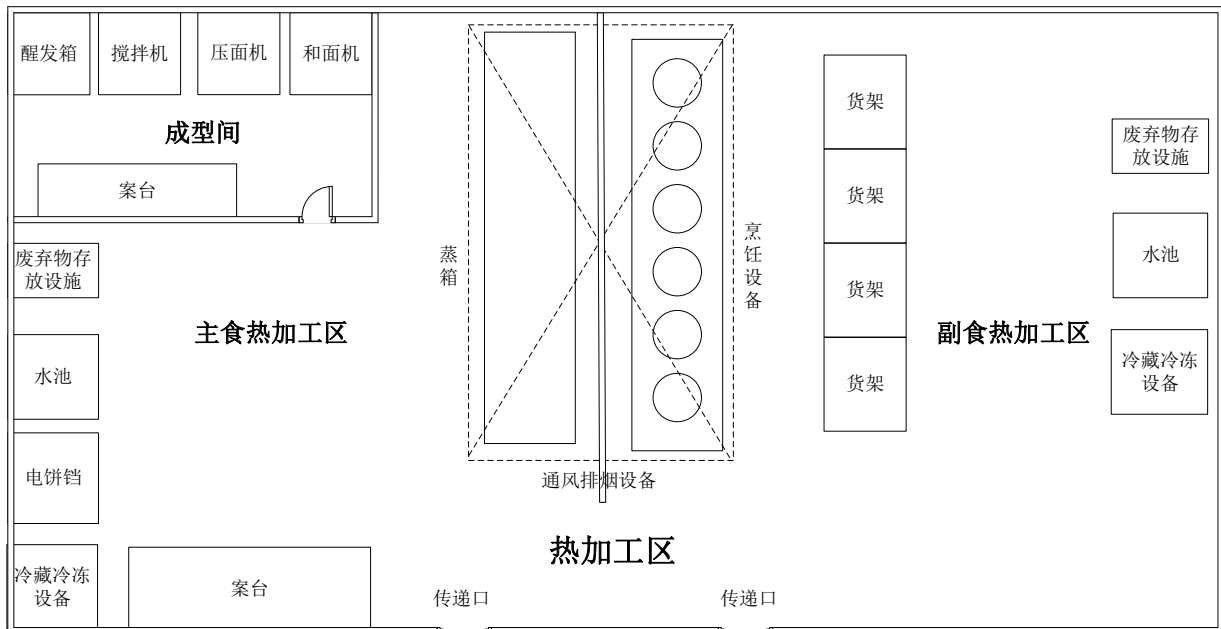 醒发箱
搅拌机
压面机
和面机
成型间
案台
废弃物存
放设施
水池
电饼铛
冷藏冷冻
设备
案台
主食热加工区
蒸箱
通风排烟设备
烹饪设备
热加工区
传递口
传递口
货架
货架
货架
货架
副食热加工区
废弃物存
放设施
水池
冷藏冷冻
设备